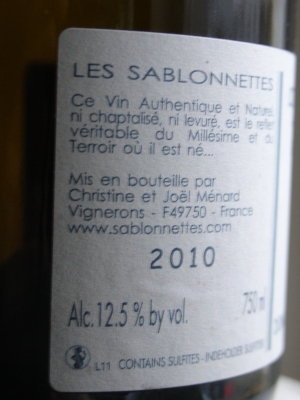 LES SABLONNETTES
Ce Vin Authentique et Naturel
ni chaptalisé, ni levuré, est le reflet
véritable du Millésime et du
Terroir où il est né...
Mis en bouteille par
Christine et Joël Ménard
Vignerons - F49750 - France
www.sablonnettes.com
2010
Alc.12.5 % by vol. 750 ml
L11 CONTAINS SULFITES - INDEHOLDER SULFITTER